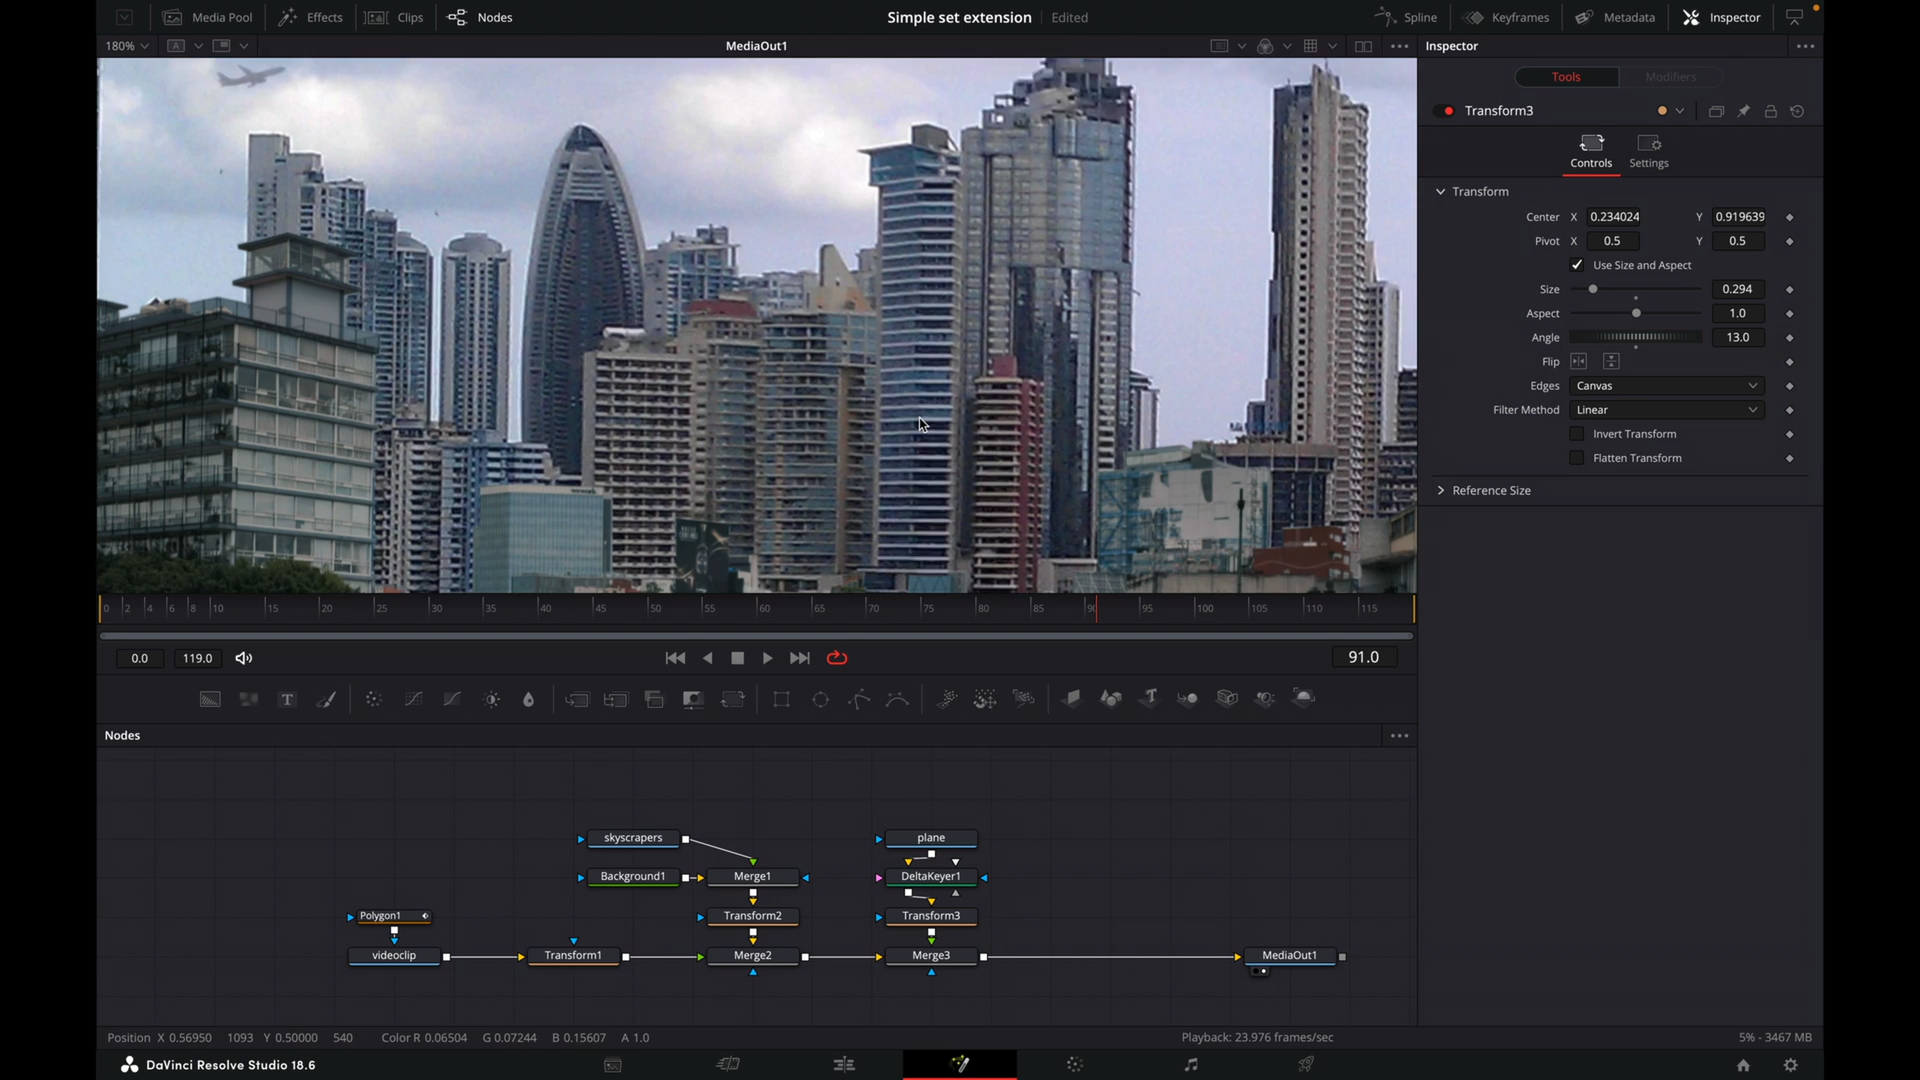 Media Pool Effects Clips Nodes Simple set extension Edited Spline Keyframes Metadata Inspector
180% A MediaOut1 Inspector
Tools Modifiers
Transform3
Controls Settings
Transform
Center X 0.234024 Y 0.919639
Pivot X 0.5 Y 0.5
Use Size and Aspect
Size 0.294
Aspect 1.0
Angle 13.0
Flip
Edges Canvas
Filter Method Linear
Invert Transform
Flatten Transform
Reference Size
0 2 4 6 8 10 15 20 25 30 35 40 45 50 55 60 65 70 75 80 85 90 95 100 105 110 115
0.0 119.0 91.0
T
Nodes
skyscrapers plane
Background1 Merge1 DeltaKeyer1
Polygon1 Transform2 Transform3
videoclip Transform1 Merge2 Merge3 MediaOut1
Position X 0.56950 1093 Y 0.50000 540 Color R 0.06504 G 0.07244 B 0.15607 A 1.0 Playback: 23.976 frames/sec 5% - 3467 MB
DaVinci Resolve Studio 18.6